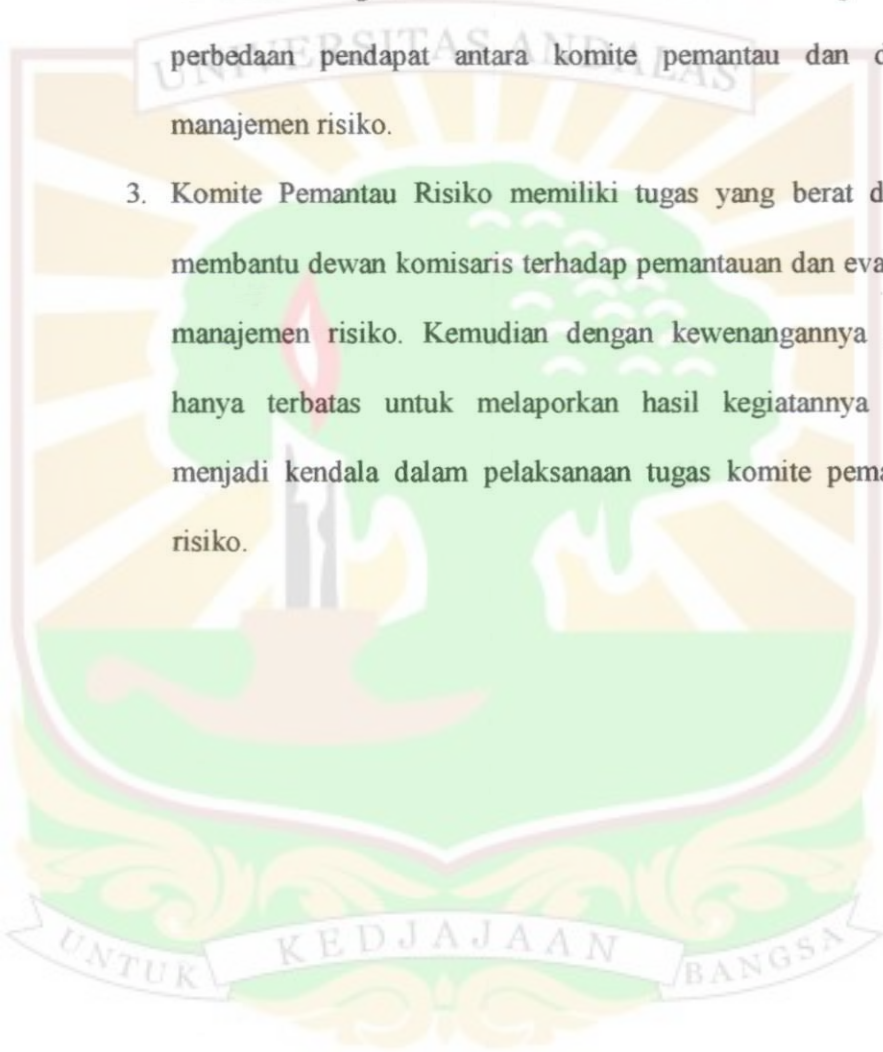 UNIVERSITAS ANDALAS
perbedaan pendapat antara komite pemantau dan
manajemen risiko.
3. Komite Pemantau Risiko memiliki tugas yang berat
membantu dewan komisaris terhadap pemantauan dan
manajemen risiko. Kemudian dengan kewenangannya
hanya terbatas untuk melaporkan hasil kegiatannya
menjadi kendala dalam pelaksanaan tugas komite
risiko.
UNTUK KEDJAJAAN BANGSA